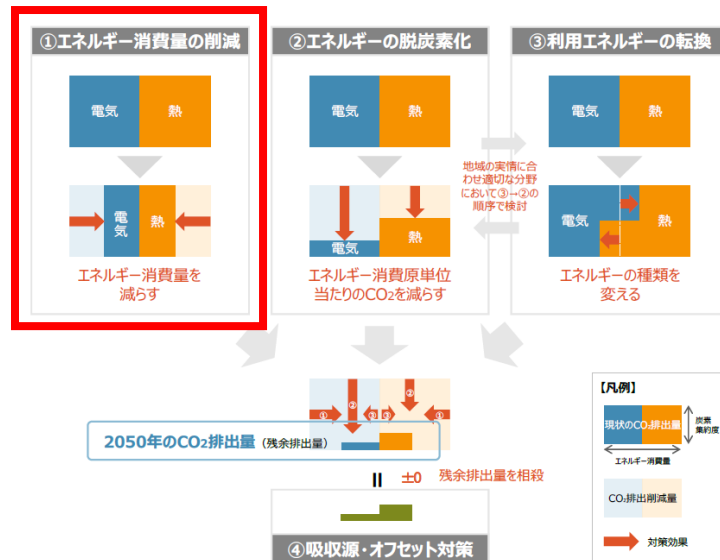 ①エネルギー消費量の削減
電気
熱
電気
熱
エネルギー消費量を
減らす
②エネルギーの脱炭素化
電気
熱
電気
熱
エネルギー消費原単位
当たりのCO₂を減らす
地域の実情に合
わせ適切な分野
において③→②の
順序で検討
③利用エネルギーの転換
電気
熱
電気
熱
エネルギーの種類を
変える
① ② ③ ③ ② ①
2050年のCO₂排出量（残余排出量）
=
±0
残余排出量を相殺
④吸収源・オフセット対策
【凡例】
現状のCO₂排出量
炭素
集約度
エネルギー消費量
CO₂排出削減量
対策効果